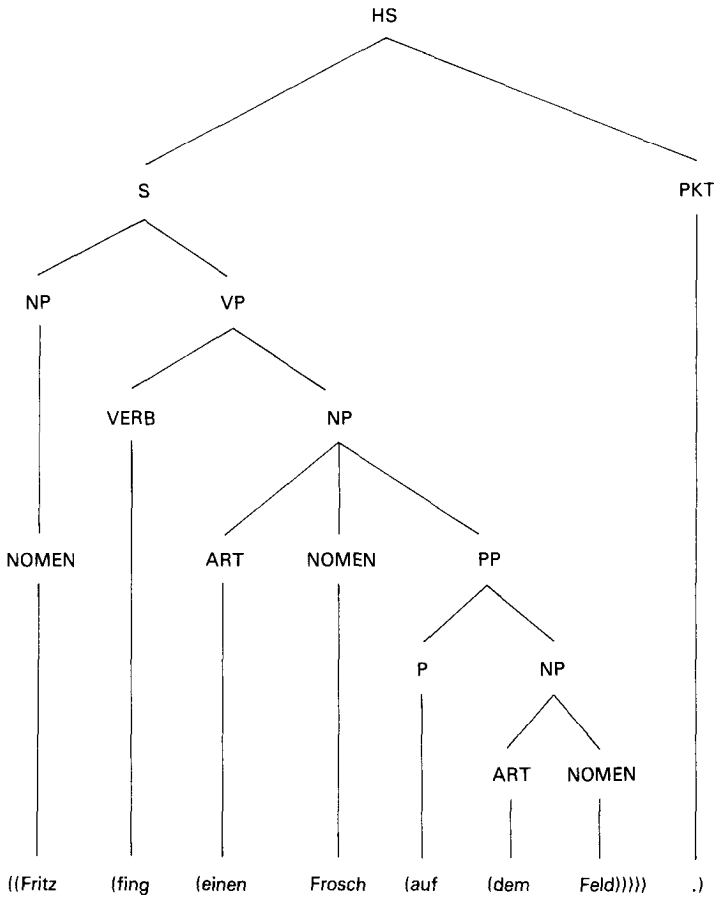 HS
S PKT
NP VP
VERB NP
NOMEN ART NOMEN PP
P NP
ART NOMEN
((Fritz (fing (einen Frosch (auf (dem Feld))))) .)